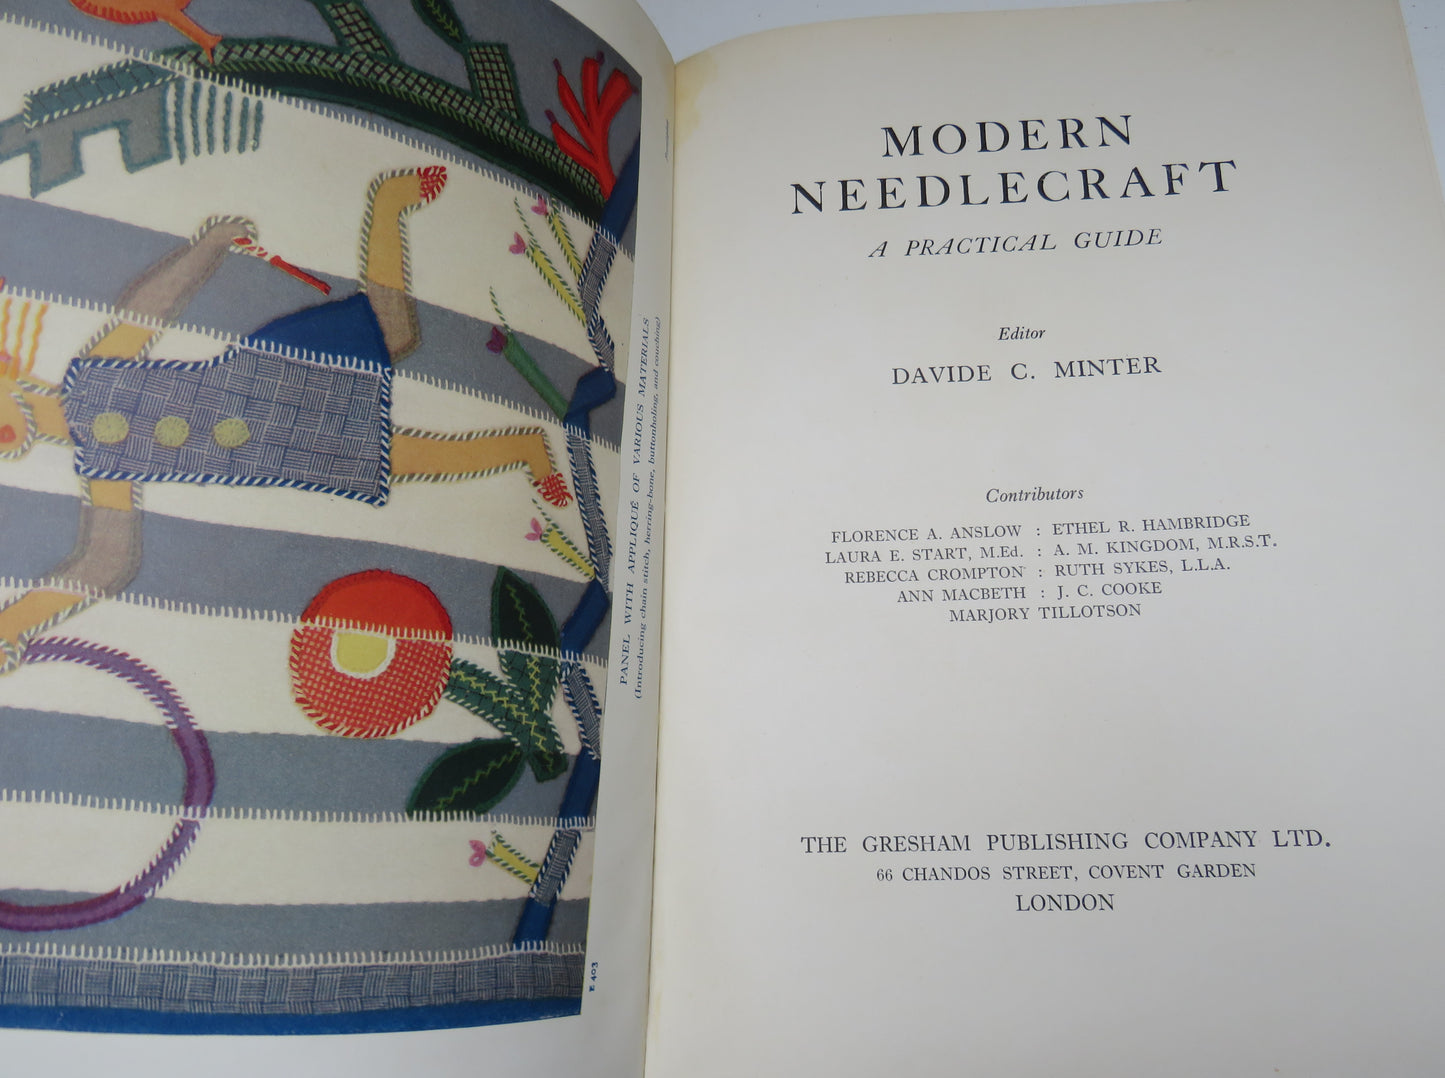 Frontispiece
PANEL WITH APPLIQUÉ OF VARIOUS MATERIALS
(Introducing chain stitch, herring-bone, buttonholing, and couching)
E 403
MODERN
NEEDLECRAFT
A PRACTICAL GUIDE
Editor
DAVIDE C. MINTER
Contributors
FLORENCE A. ANSLOW : ETHEL R. HAMBRIDGE
LAURA E. START, M.Ed. : A. M. KINGDOM, M.R.S.T.
REBECCA CROMPTON : RUTH SYKES, L.L.A.
ANN MACBETH : J. C. COOKE
MARJORY TILLOTSON
THE GRESHAM PUBLISHING COMPANY LTD.
66 CHANDOS STREET, COVENT GARDEN
LONDON